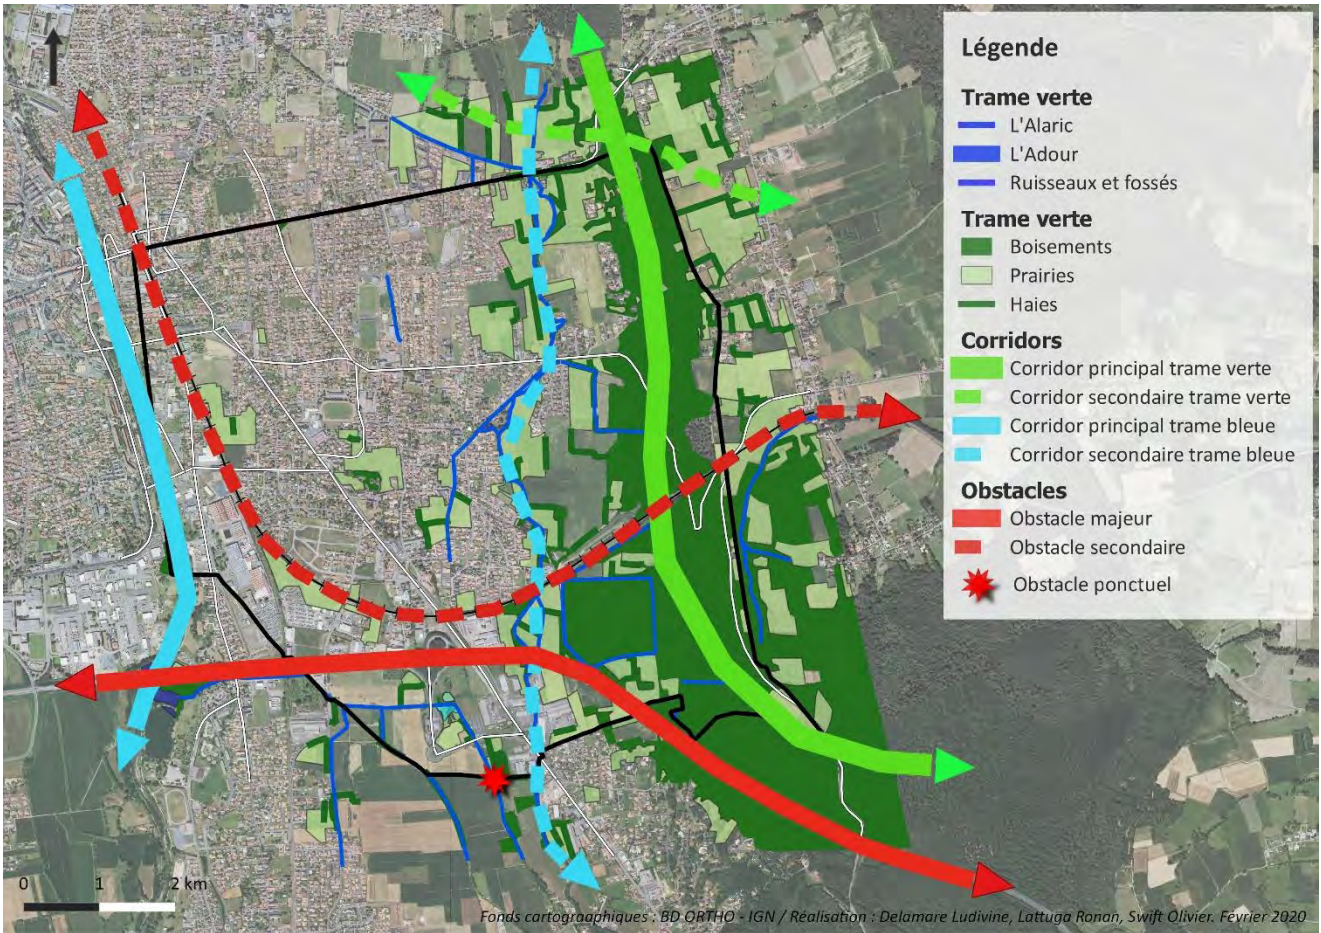 Légende
Trame verte
L'Alaric
L'Adour
Ruisseaux et fossés
Trame verte
Boisements
Prairies
Haies
Corridors
Corridor principal trame verte
Corridor secondaire trame verte
Corridor principal trame bleue
Corridor secondaire trame bleue
Obstacles
Obstacle majeur
Obstacle secondaire
Obstacle ponctuel
0 1 2 km
Fonds cartograaphiques : BD ORTHO - IGN / Réalisation : Delamare Ludivine, Lattuga Ronan, Swift Olivier. Février 2020